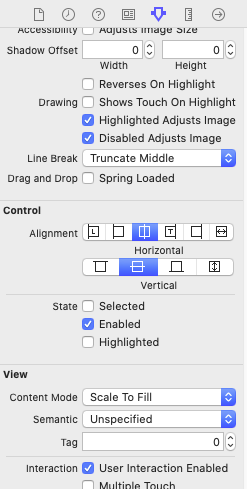 Accessibility Adjusts Image Size
Shadow Offset 0 0
Width Height
Reverses On Highlight
Drawing Shows Touch On Highlight
Highlighted Adjusts Image
Disabled Adjusts Image
Line Break Truncate Middle
Drag and Drop Spring Loaded
Control
Alignment L T
Horizontal
Vertical
State Selected
Enabled
Highlighted
View
Content Mode Scale To Fill
Semantic Unspecified
Tag 0
Interaction User Interaction Enabled
Multiple Touch